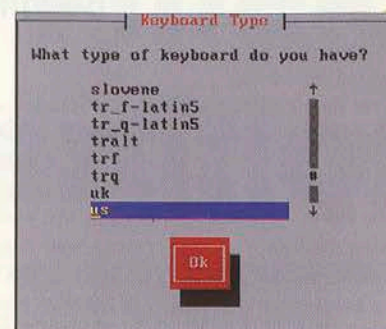 Keyboard Type
What type of keyboard do you have?
slovene
tr_f-latin5
tr_q-latin5
tralt
trf
trq
uk
us
Ok